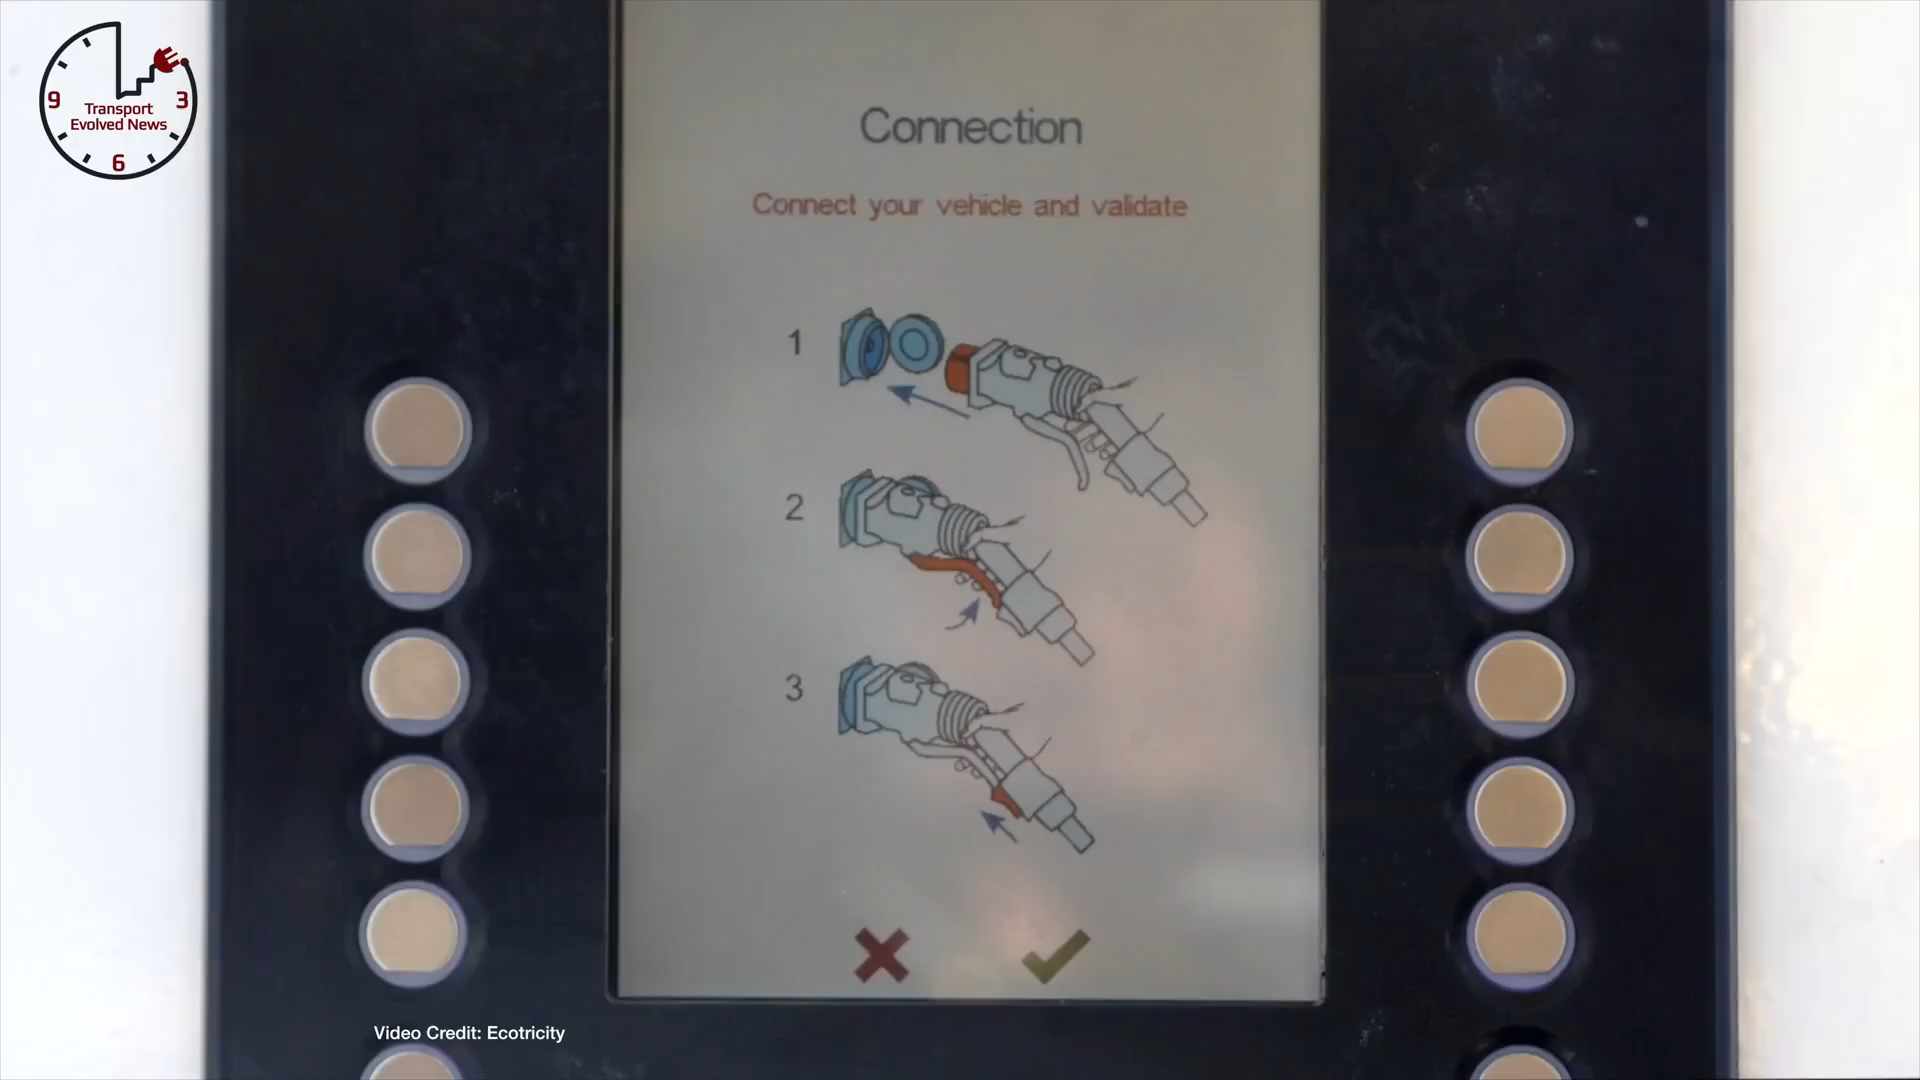 9
3
Transport
Evolved News
6
Connection
Connect your vehicle and validate
1
2
3
Video Credit: Ecotricity